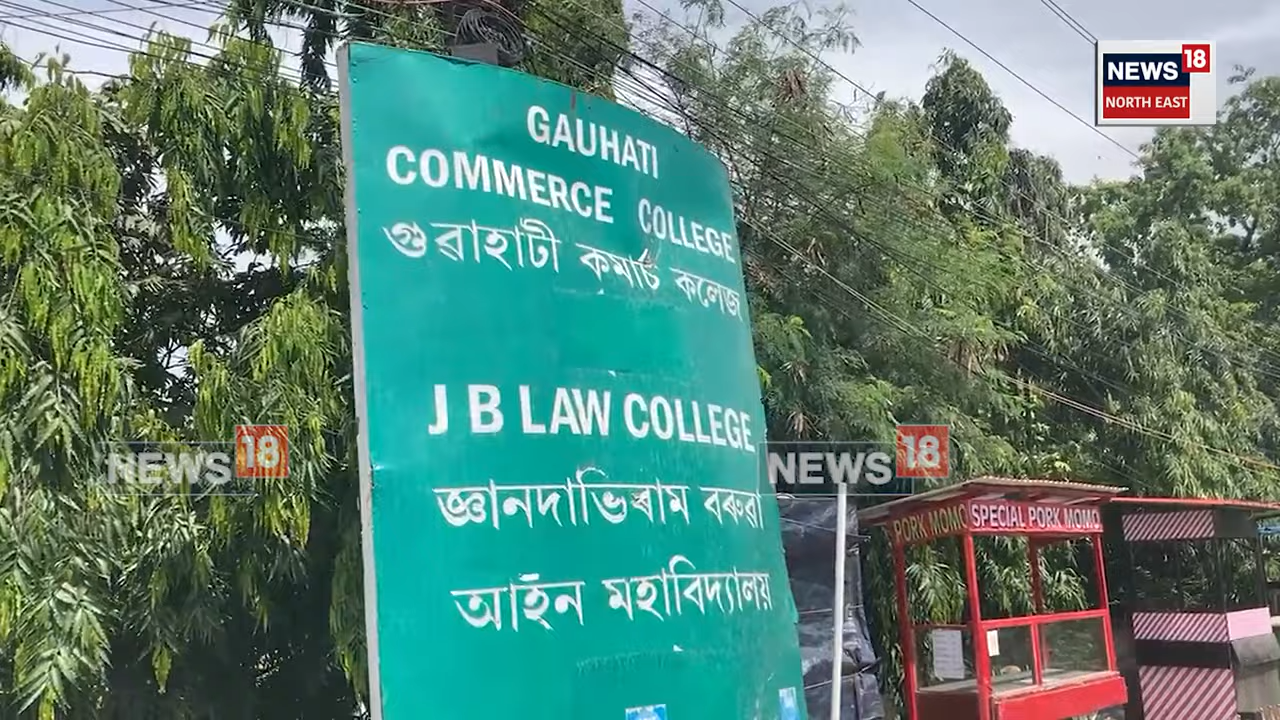 GAUHATI
COMMERCE COLLEGE
গুৱাহাটী কমাৰ্চ কলেজ
J B LAW COLLEGE
জ্ঞানদাভিৰাম বৰুৱা
আইন মহাবিদ্যালয়
NEWS 18
NORTH EAST
NEWS 18
NEWS 18
PORK MOMO
SPECIAL PORK MOMO